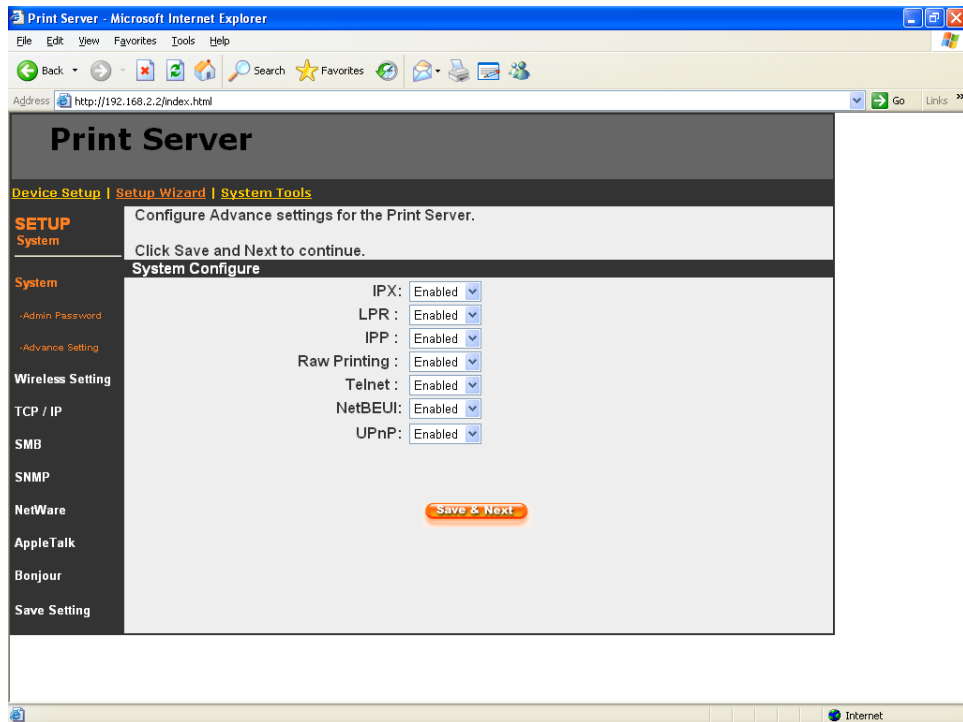 Print Server - Microsoft Internet Explorer
File Edit View Favorites Tools Help
Back Search Favorites
Address http://192.168.2.2/index.html Go Links »
Print Server
Device Setup | Setup Wizard | System Tools
SETUP
System
System
-Admin Password
-Advance Setting
Wireless Setting
TCP / IP
SMB
SNMP
NetWare
AppleTalk
Bonjour
Save Setting
Configure Advance settings for the Print Server.
Click Save and Next to continue.
System Configure
IPX: Enabled
LPR : Enabled
IPP : Enabled
Raw Printing : Enabled
Telnet : Enabled
NetBEUI: Enabled
UPnP: Enabled
Save & Next
Internet